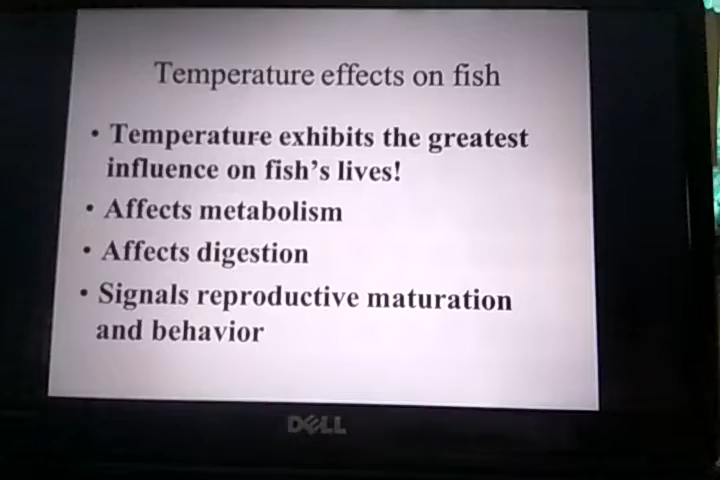 Temperature effects on fish
• Temperature exhibits the greatest
influence on fish's lives!
• Affects metabolism
• Affects digestion
• Signals reproductive maturation
and behavior
DELL